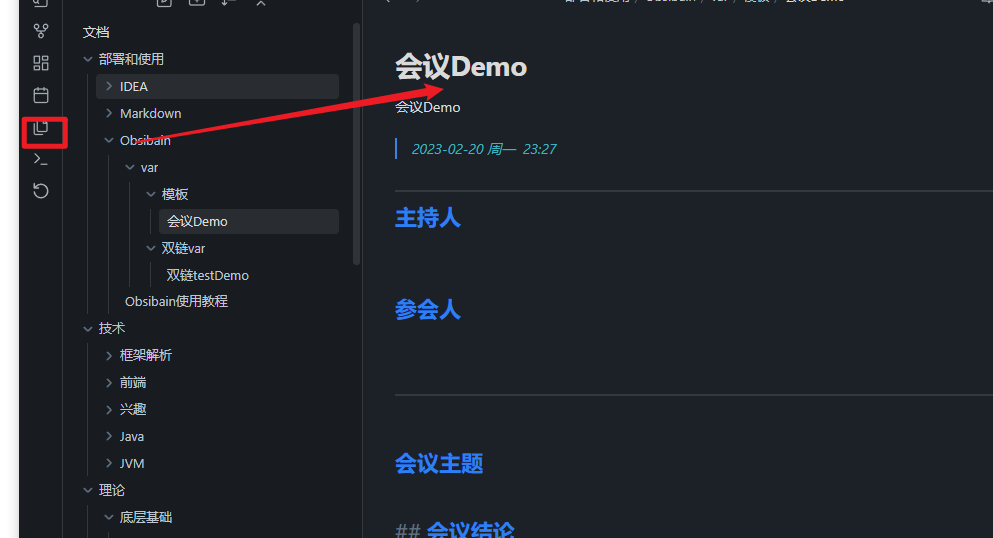 文档
部署和使用
IDEA
Markdown
Obsibain
var
模板
会议Demo
双链var
双链testDemo
Obsibain使用教程
技术
框架解析
前端
兴趣
Java
JVM
理论
底层基础
会议Demo
会议Demo
2023-02-20 周一 23:27
主持人
参会人
会议主题
## 会议结论